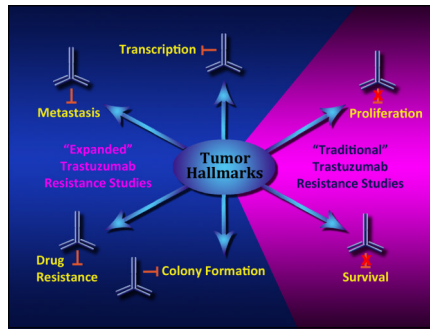 Transcription
Metastasis
Proliferation
"Expanded"
Trastuzumab
Resistance Studies
Tumor
Hallmarks
"Traditional"
Trastuzumab
Resistance Studies
Drug
Resistance
Colony Formation
Survival